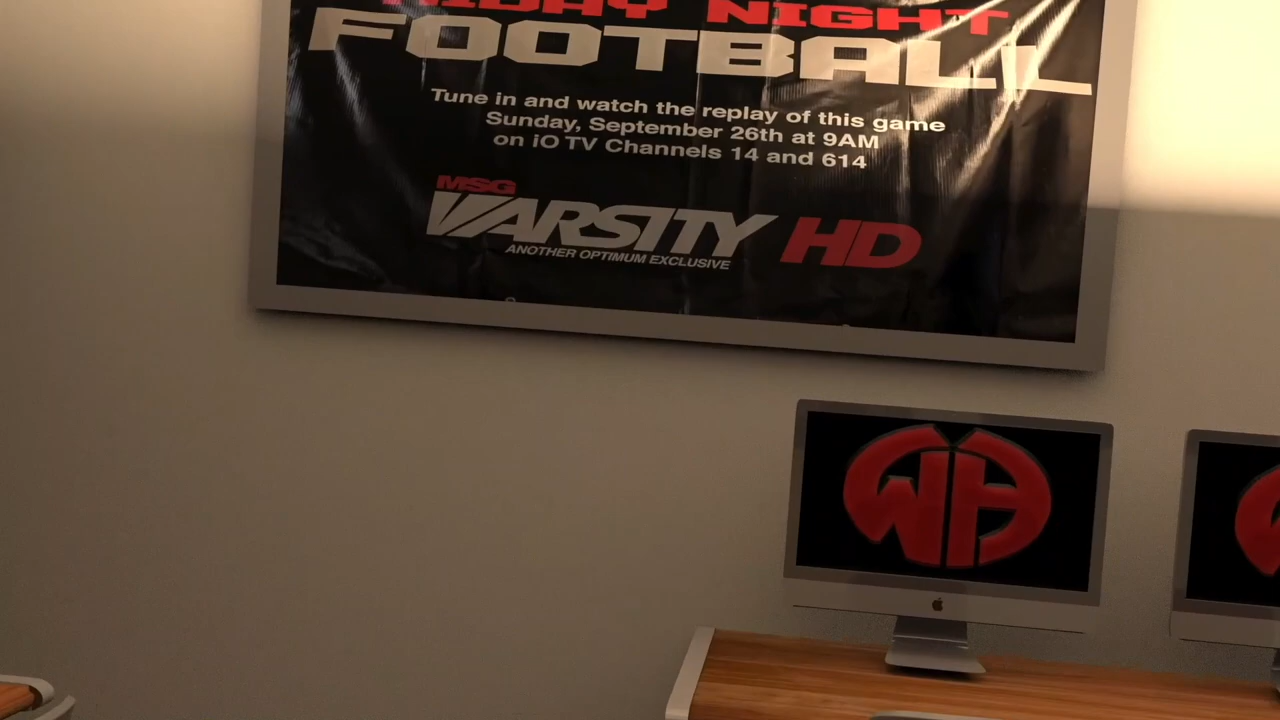 NIGHT
FOOTBALL
Tune in and watch the replay of this game
Sunday, September 26th at 9AM
on iO TV Channels 14 and 614
MSG
VARSITY HD
ANOTHER OPTIMUM EXCLUSIVE
WH